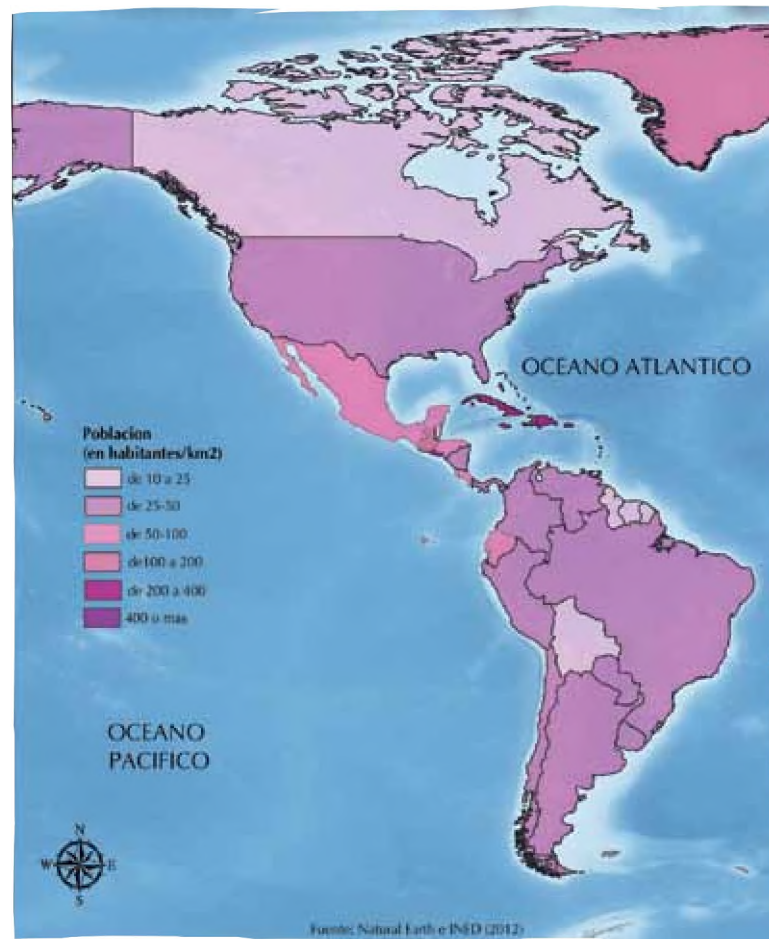 OCEANO ATLANTICO
Poblacion
(en habitantes/km2)
de 10 a 25
de 25-50
de 50-100
de100 a 200
de 200 a 400
400 o mas
OCEANO
PACIFICO
N
W E
S
Fuente: Natural Earth e INED (2012)